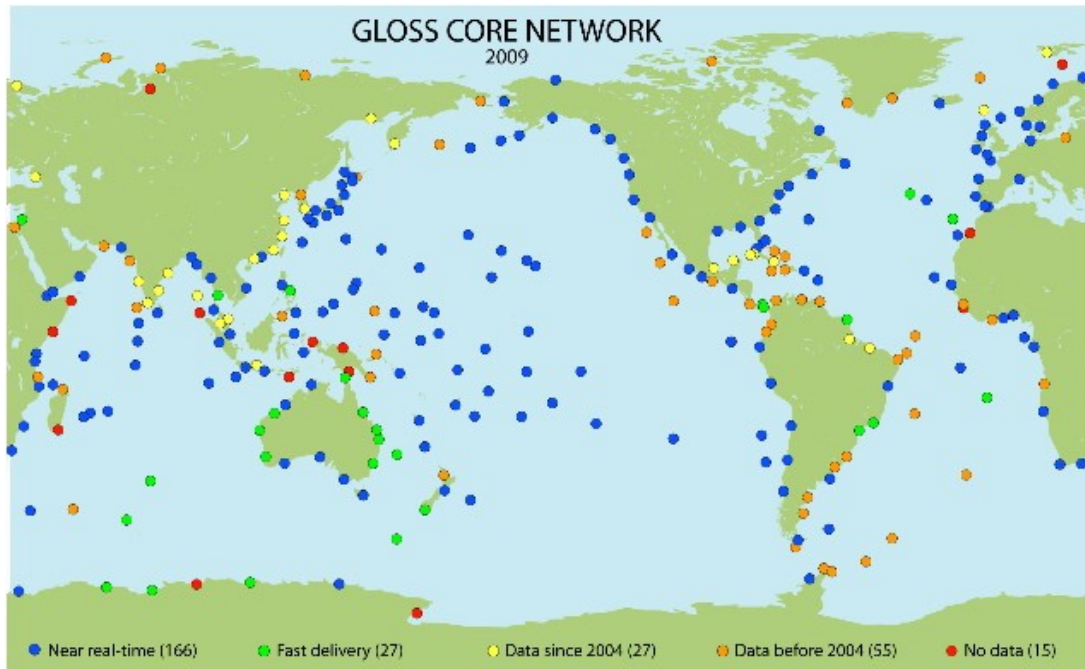 GLOSS CORE NETWORK
2009
Near real-time (166) Fast delivery (27) Data since 2004 (27) Data before 2004 (55) No data (15)